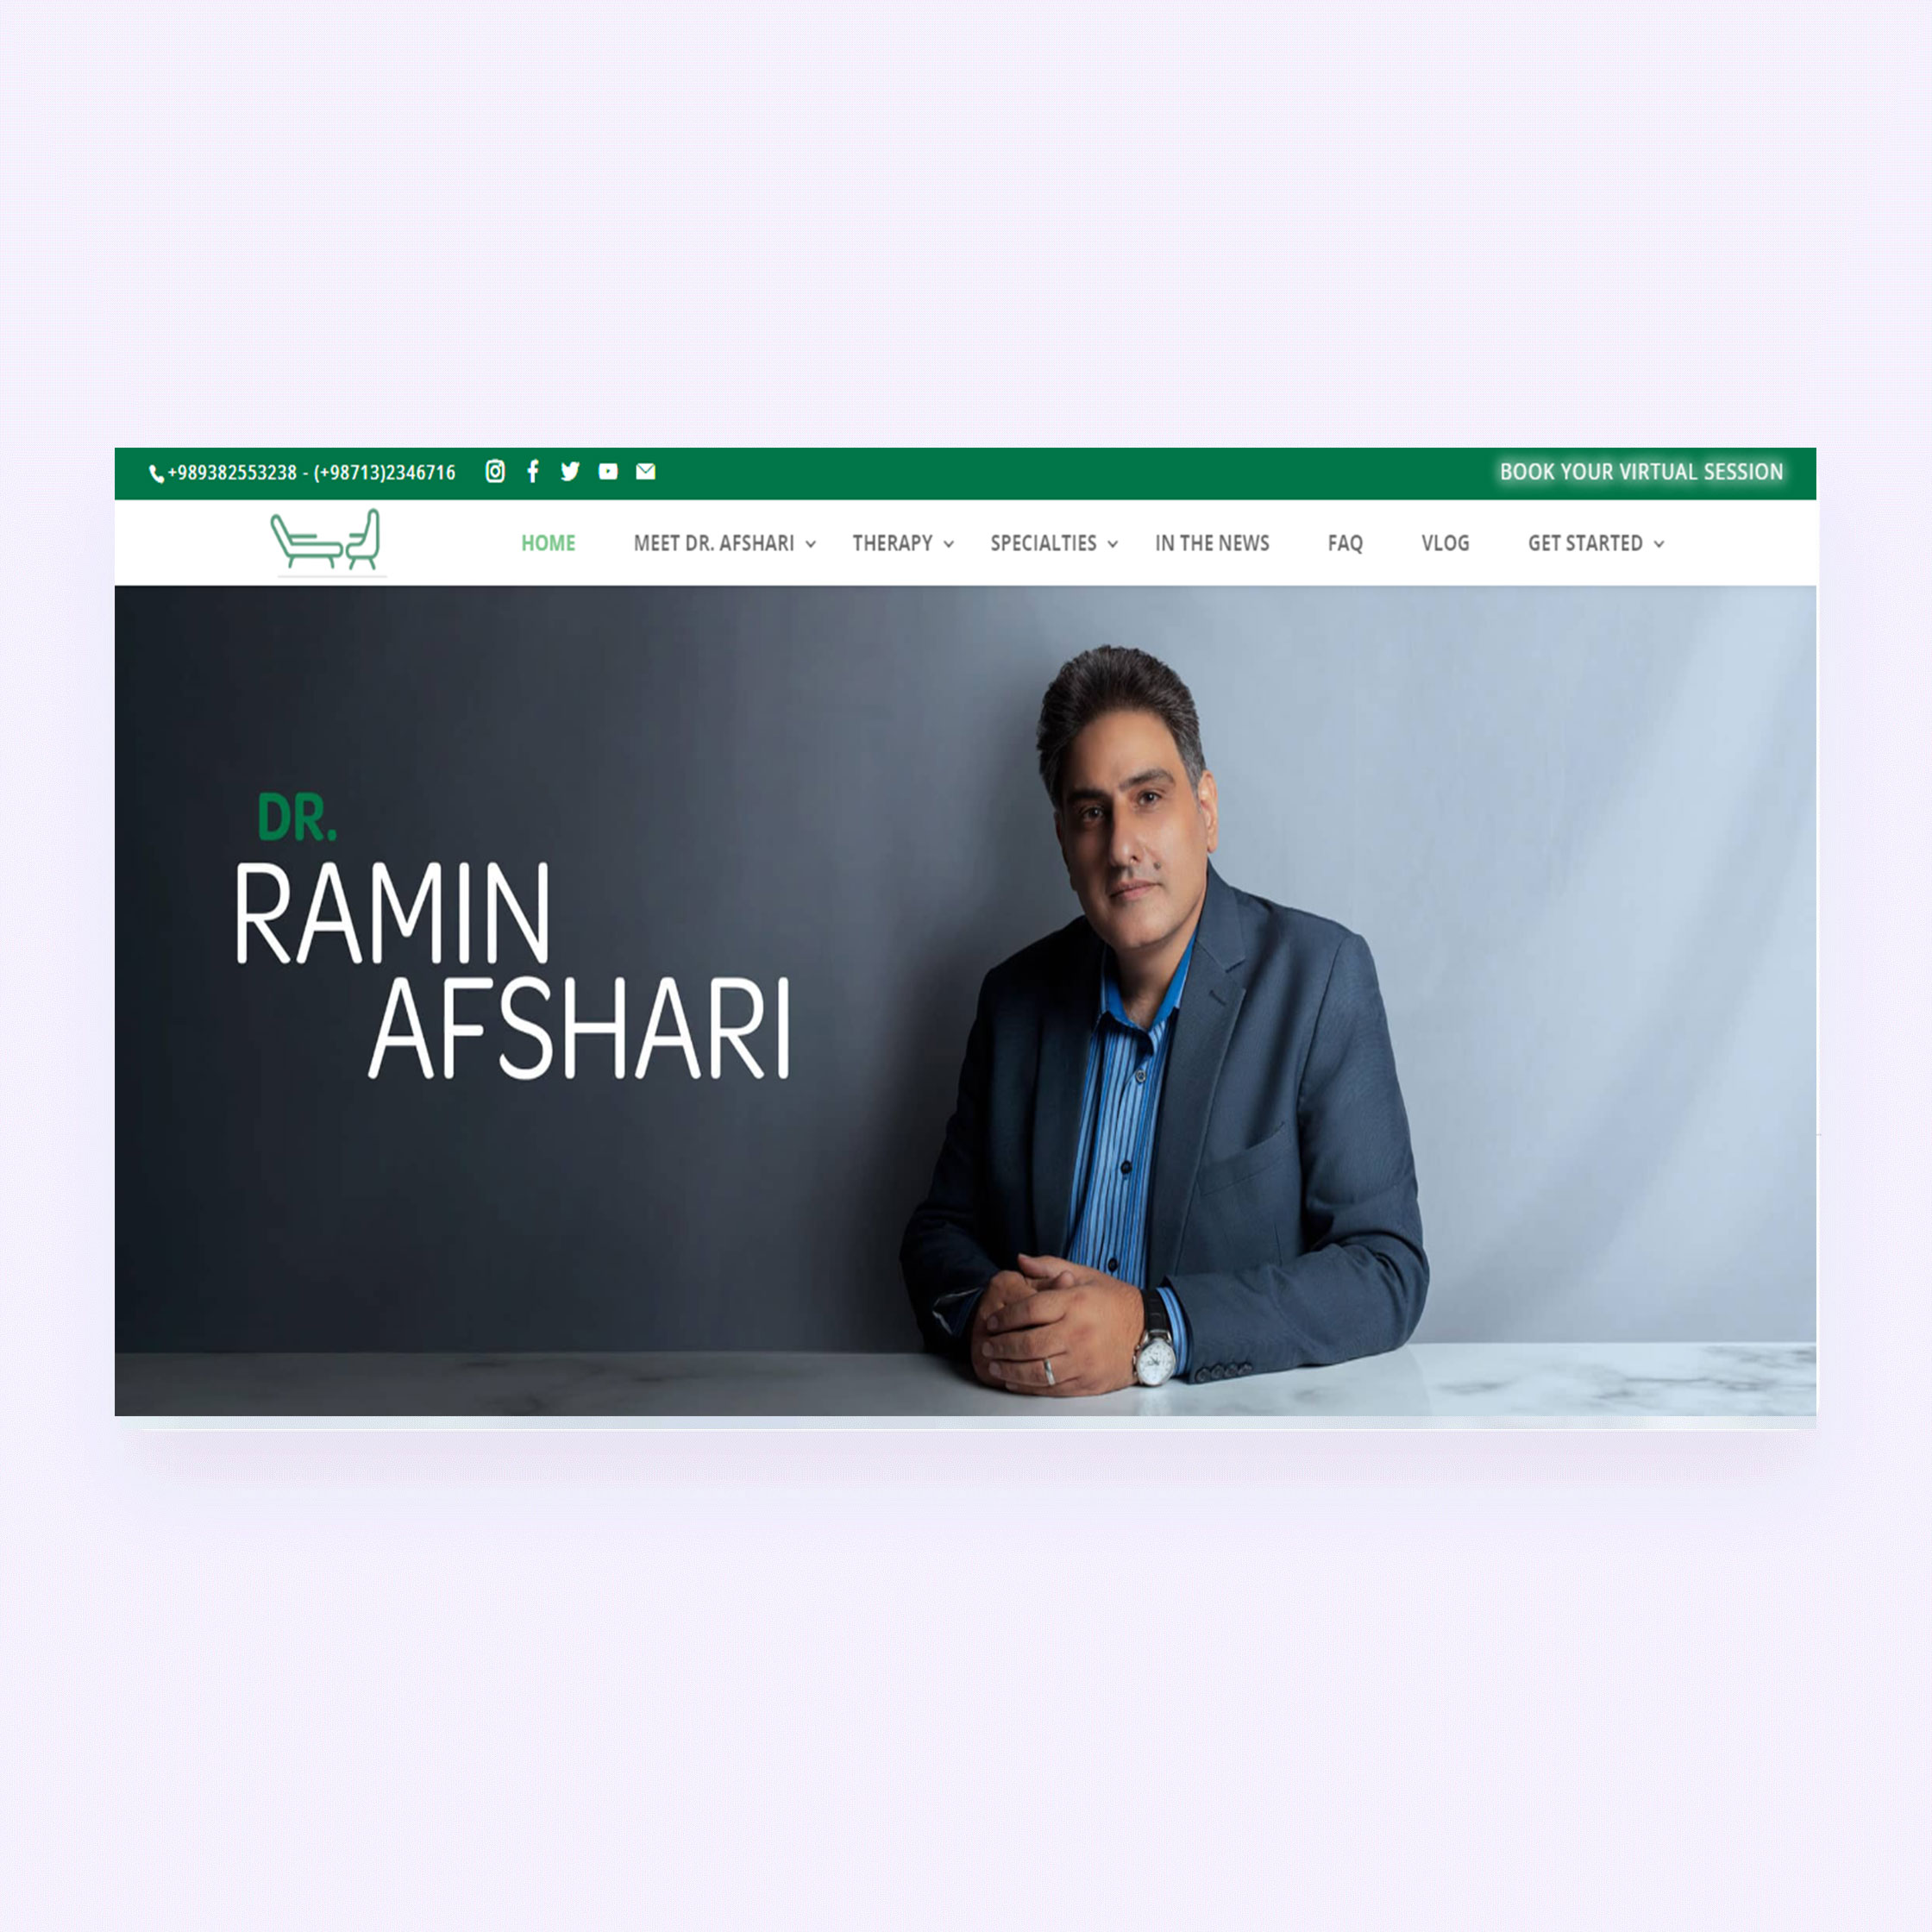 +989382553238 - (+98713)2346716
BOOK YOUR VIRTUAL SESSION
HOME MEET DR. AFSHARI THERAPY SPECIALTIES IN THE NEWS FAQ VLOG GET STARTED
DR.
RAMIN
AFSHARI